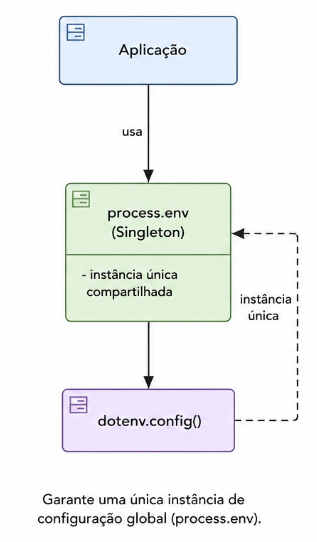 Aplicação
usa
process.env
(Singleton)
- instância única
compartilhada
instância
única
dotenv.config()
Garante uma única instância de
configuração global (process.env).